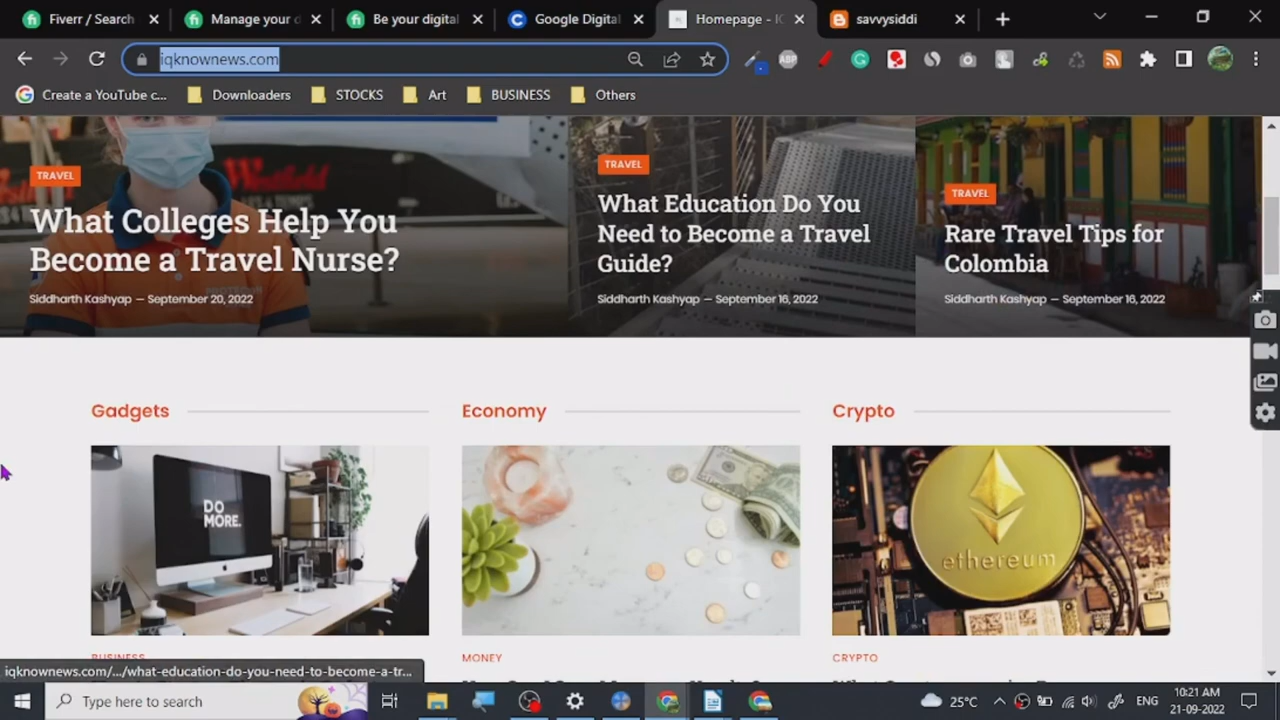 Fiverr / Search
Manage your d
Be your digital
Google Digital
Homepage - IC
savvysiddi
iqknownews.com
ABP
Create a YouTube c...
Downloaders
STOCKS
Art
BUSINESS
Others
TRAVEL
What Colleges Help You
Become a Travel Nurse?
Siddharth Kashyap — September 20, 2022
TRAVEL
What Education Do You
Need to Become a Travel
Guide?
Siddharth Kashyap — September 16, 2022
TRAVEL
Rare Travel Tips for
Colombia
Siddharth Kashyap — September 16, 2022
Westfield
Gadgets
Economy
Crypto
DO
MORE.
ethereum
BUSINESS
MONEY
CRYPTO
iqknownews.com/.../what-education-do-you-need-to-become-a-tr...
Type here to search
25°C
ENG
10:21 AM
21-09-2022